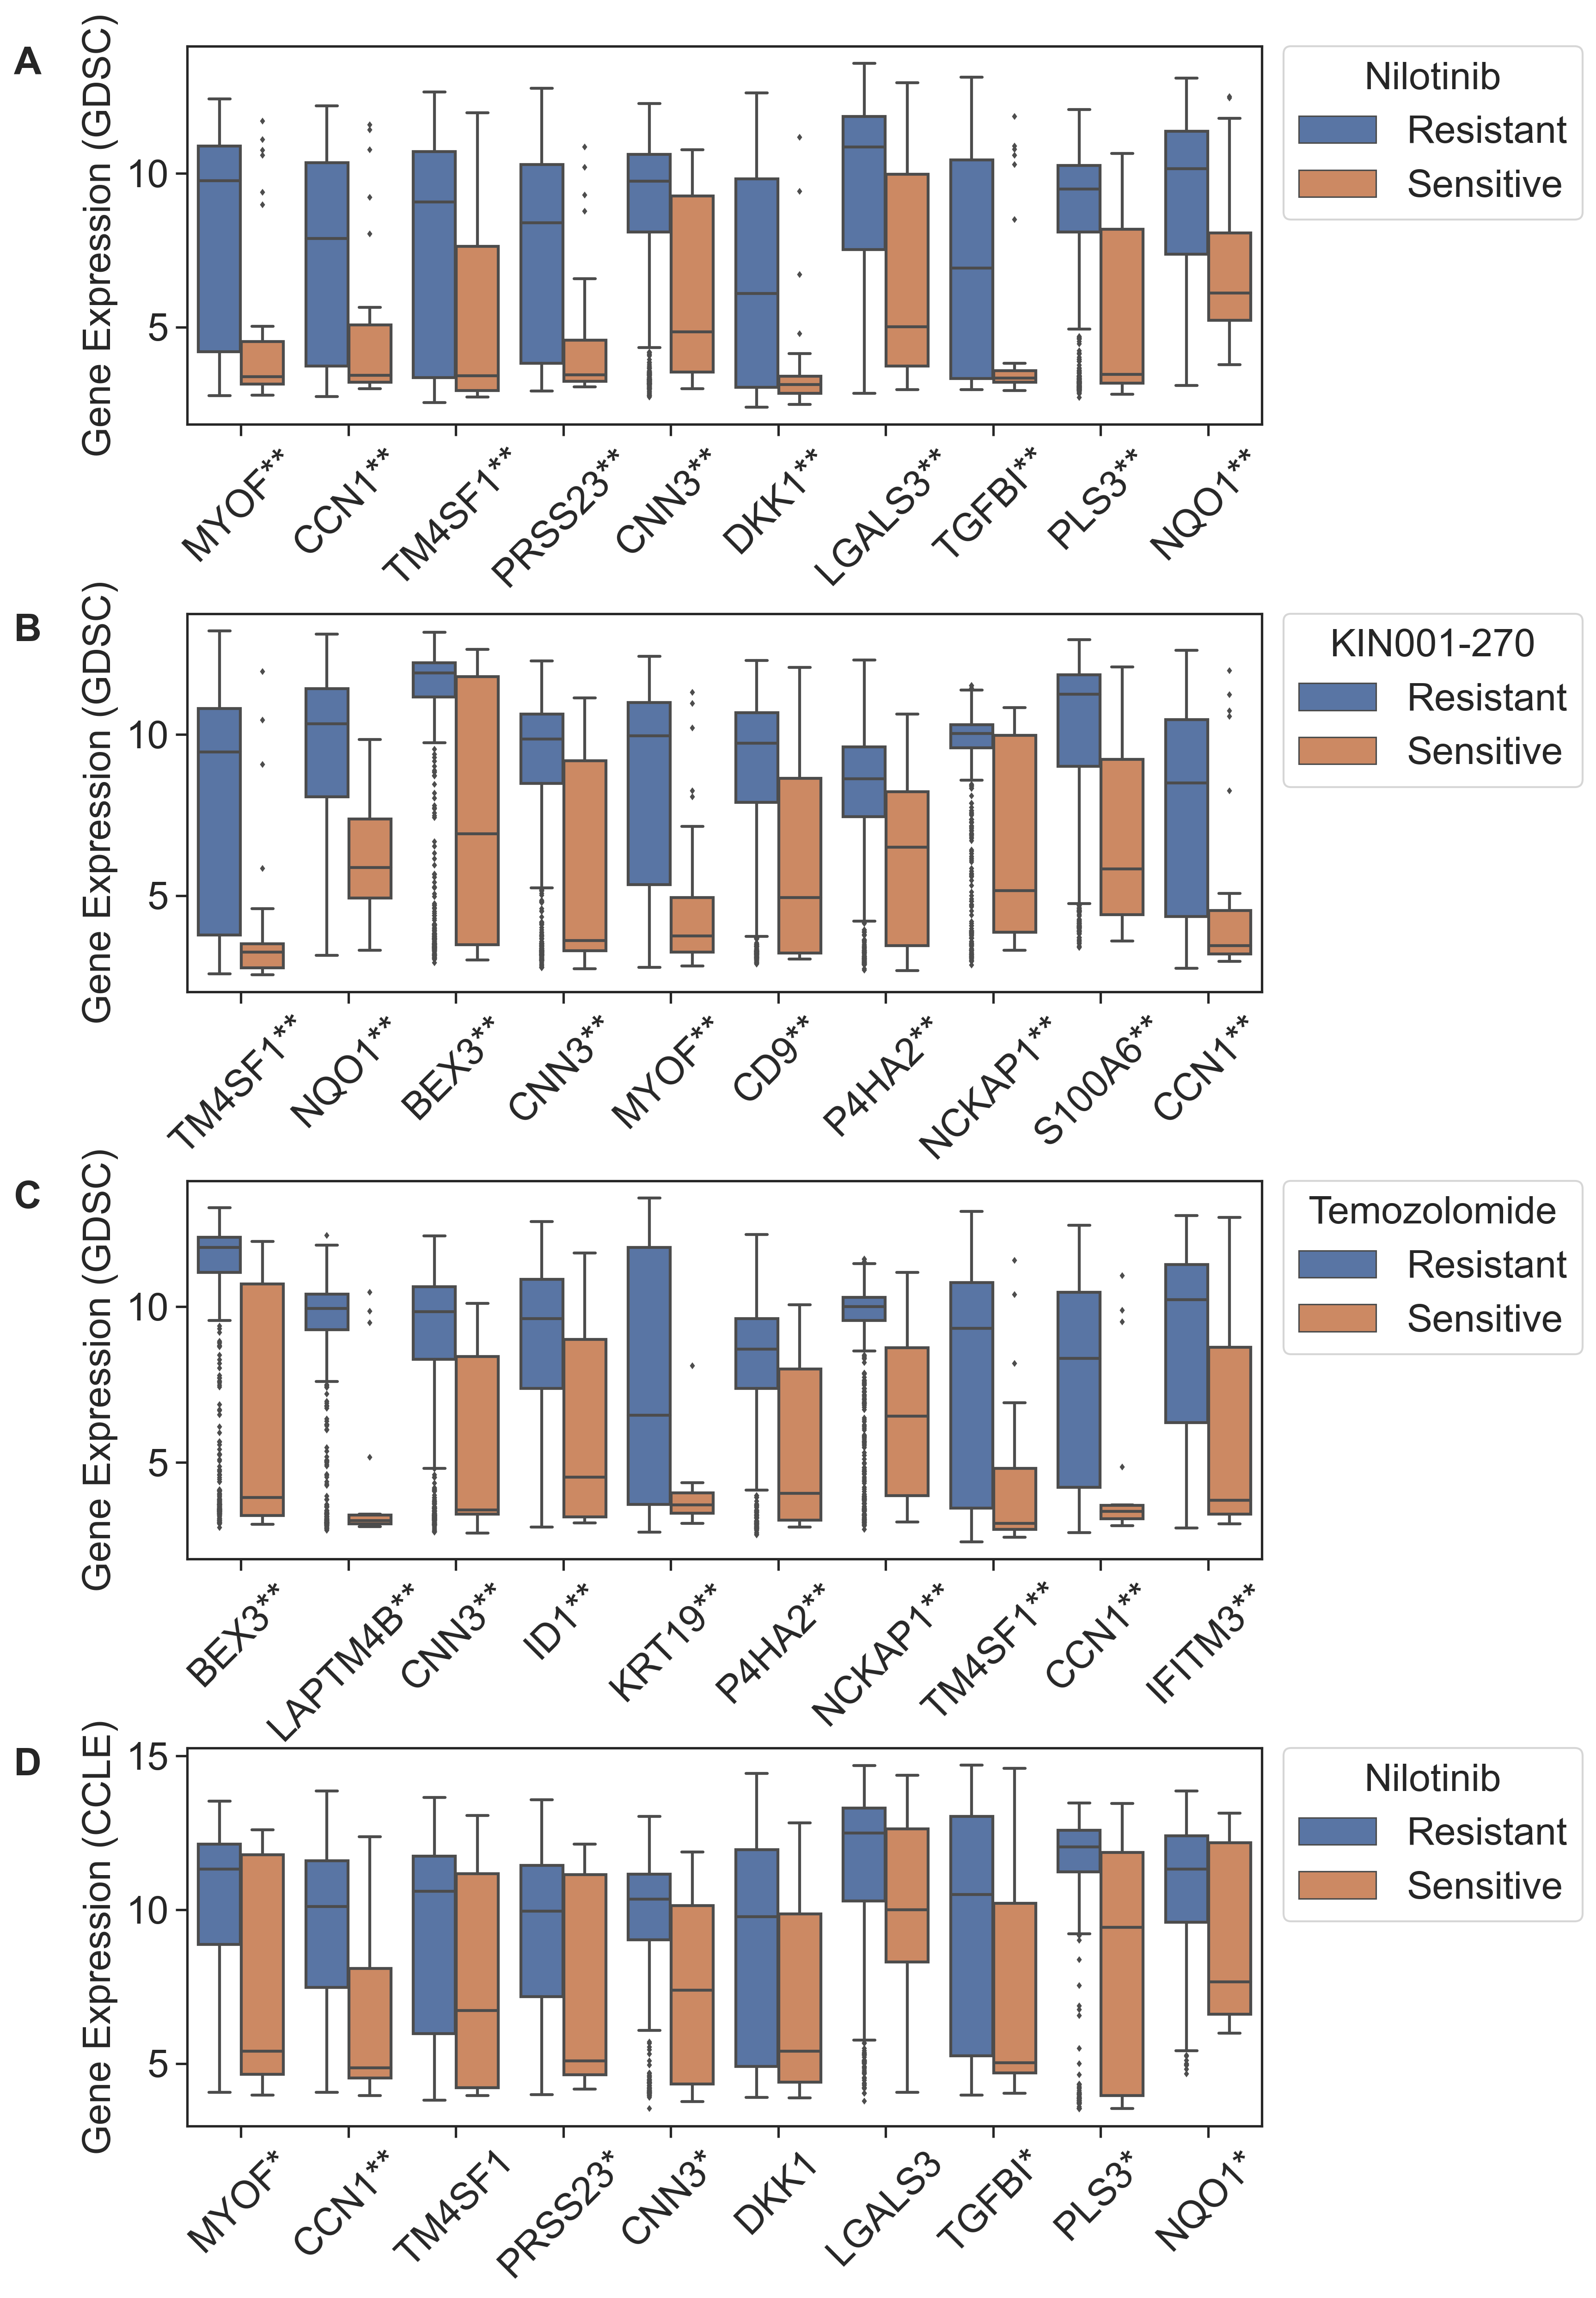 A
Gene Expression (GDSC)
10
5
MYOF**
CCN1**
TM4SF1**
PRSS23**
CNN3**
DKK1**
LGALS3**
TGFBI**
PLS3**
NQO1**
Nilotinib
Resistant
Sensitive
B
Gene Expression (GDSC)
10
5
TM4SF1**
NQO1**
BEX3**
CNN3**
MYOF**
CD9**
P4HA2**
NCKAP1**
S100A6**
CCN1**
KIN001-270
Resistant
Sensitive
C
Gene Expression (GDSC)
10
5
BEX3**
LAPTM4B**
CNN3**
ID1**
KRT19**
P4HA2**
NCKAP1**
TM4SF1**
CCN1**
IFITM3**
Temozolomide
Resistant
Sensitive
D
Gene Expression (CCLE)
15
10
5
MYOF*
CCN1**
TM4SF1
PRSS23*
CNN3*
DKK1
LGALS3
TGFBI*
PLS3*
NQO1*
Nilotinib
Resistant
Sensitive